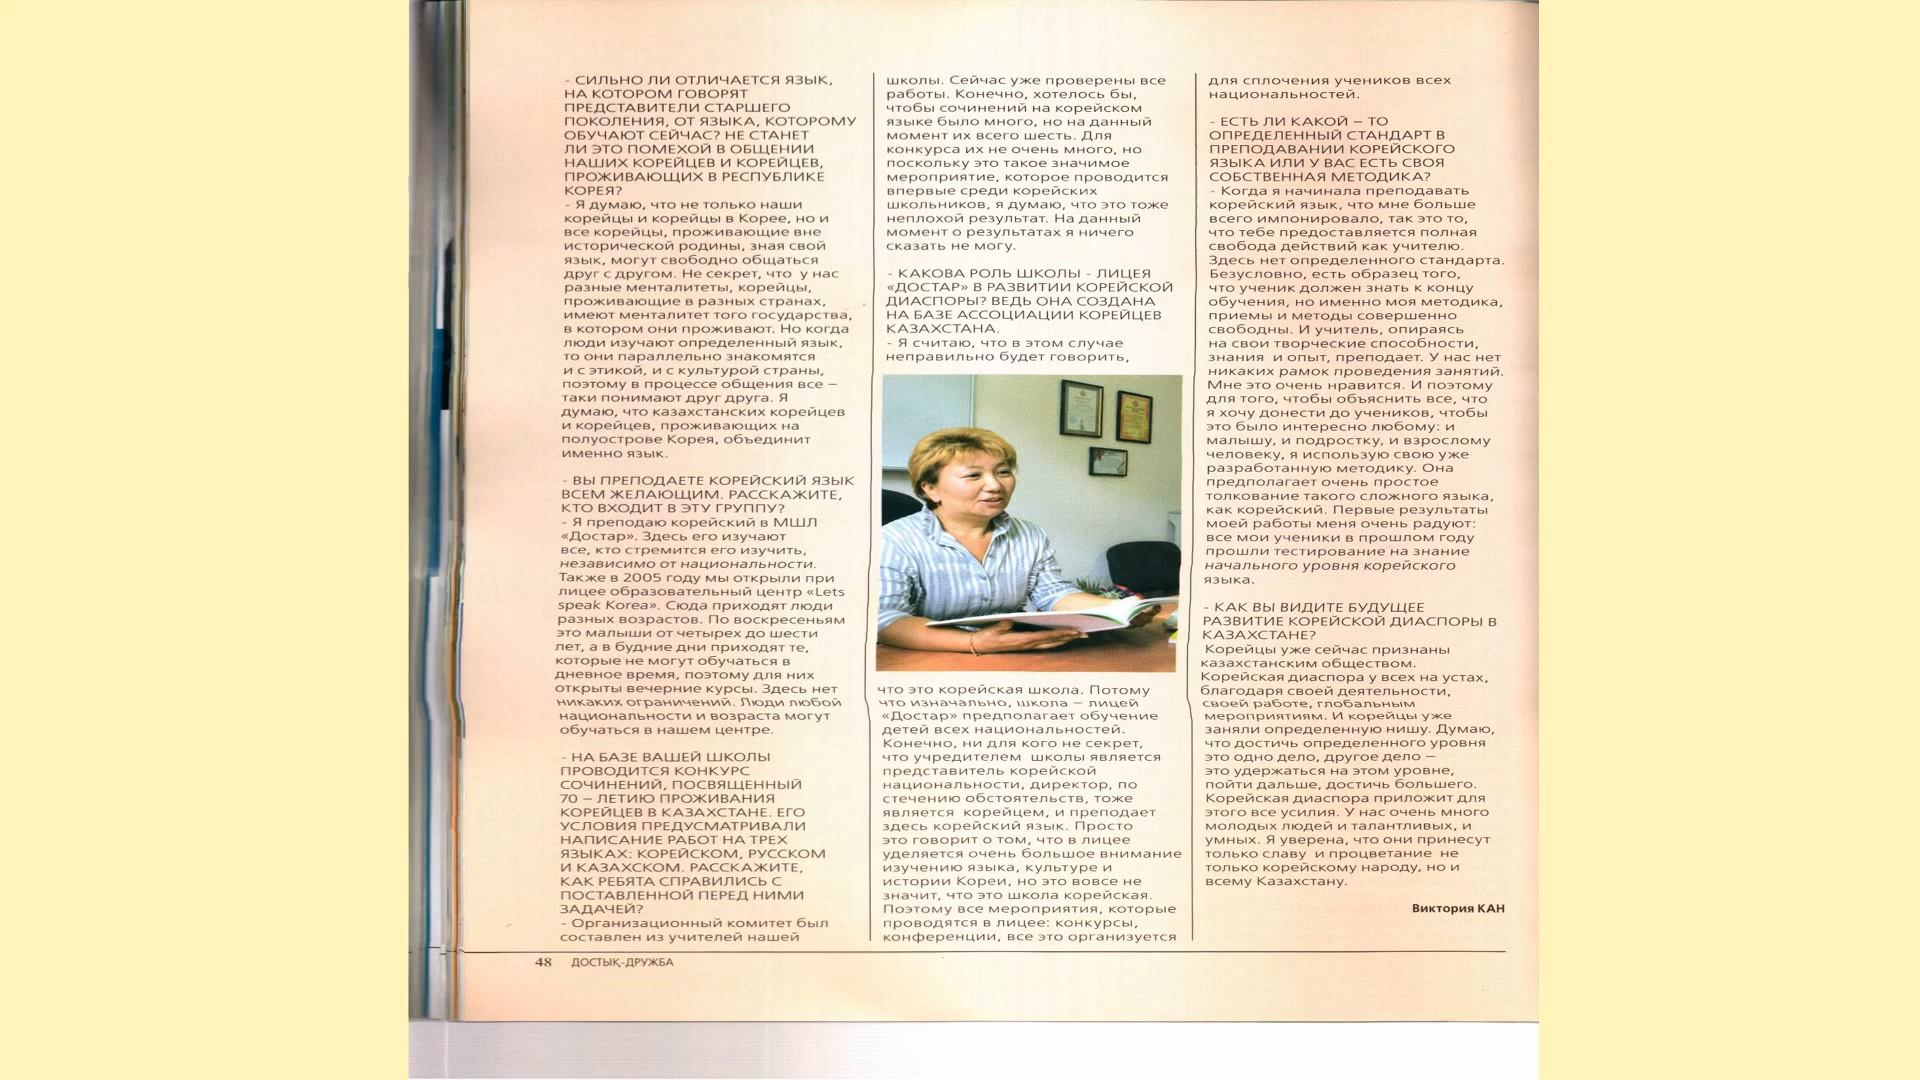 - СИЛЬНО ЛИ ОТЛИЧАЕТСЯ ЯЗЫК,
НА КОТОРОМ ГОВОРЯТ
ПРЕДСТАВИТЕЛИ СТАРШЕГО
ПОКОЛЕНИЯ, ОТ ЯЗЫКА, КОТОРОМУ
ОБУЧАЮТ СЕЙЧАС? НЕ СТАНЕТ
ЛИ ЭТО ПОМЕХОЙ В ОБЩЕНИИ
НАШИХ КОРЕЙЦЕВ И КОРЕЙЦЕВ,
ПРОЖИВАЮЩИХ В РЕСПУБЛИКЕ
КОРЕЯ?
- Я думаю, что не только наши
корейцы и корейцы в Корее, но и
все корейцы, проживающие вне
исторической родины, зная свой
язык, могут свободно общаться
друг с другом. Не секрет, что у нас
разные менталитеты, корейцы,
проживающие в разных странах,
имеют менталитет того государства,
в котором они проживают. Но когда
люди изучают определенный язык,
то они параллельно знакомятся
и с этикой, и с культурой страны,
поэтому в процессе общения все –
таки понимают друг друга. Я
думаю, что казахстанских корейцев
и корейцев, проживающих на
полуострове Корея, объединит
именно язык.
- ВЫ ПРЕПОДАЕТЕ КОРЕЙСКИЙ ЯЗЫК
ВСЕМ ЖЕЛАЮЩИМ. РАССКАЖИТЕ,
КТО ВХОДИТ В ЭТУ ГРУППУ?
- Я преподаю корейский в МШЛ
«Достар». Здесь его изучают
все, кто стремится его изучить,
независимо от национальности.
Также в 2005 году мы открыли при
лицее образовательный центр «Lets
speak Korea». Сюда приходят люди
разных возрастов. По воскресеньям
это малыши от четырех до шести
лет, а в будние дни приходят те,
которые не могут обучаться в
дневное время, поэтому для них
открыты вечерние курсы. Здесь нет
никаких ограничений. Люди любой
национальности и возраста могут
обучаться в нашем центре.
- НА БАЗЕ ВАШЕЙ ШКОЛЫ
ПРОВОДИТСЯ КОНКУРС
СОЧИНЕНИЙ, ПОСВЯЩЕННЫЙ
70 – ЛЕТИЮ ПРОЖИВАНИЯ
КОРЕЙЦЕВ В КАЗАХСТАНЕ. ЕГО
УСЛОВИЯ ПРЕДУСМАТРИВАЛИ
НАПИСАНИЕ РАБОТ НА ТРЕХ
ЯЗЫКАХ: КОРЕЙСКОМ, РУССКОМ
И КАЗАХСКОМ. РАССКАЖИТЕ,
КАК РЕБЯТА СПРАВИЛИСЬ С
ПОСТАВЛЕННОЙ ПЕРЕД НИМИ
ЗАДАЧЕЙ?
- Организационный комитет был
составлен из учителей нашей
школы. Сейчас уже проверены все
работы. Конечно, хотелось бы,
чтобы сочинений на корейском
языке было много, но на данный
момент их всего шесть. Для
конкурса их не очень много, но
поскольку это такое значимое
мероприятие, которое проводится
впервые среди корейских
школьников, я думаю, что это тоже
неплохой результат. На данный
момент о результатах я ничего
сказать не могу.
- КАКОВА РОЛЬ ШКОЛЫ - ЛИЦЕЯ
«ДОСТАР» В РАЗВИТИИ КОРЕЙСКОЙ
ДИАСПОРЫ? ВЕДЬ ОНА СОЗДАНА
НА БАЗЕ АССОЦИАЦИИ КОРЕЙЦЕВ
КАЗАХСТАНА.
- Я считаю, что в этом случае
неправильно будет говорить,
что это корейская школа. Потому
что изначально, школа – лицей
«Достар» предполагает обучение
детей всех национальностей.
Конечно, ни для кого не секрет,
что учредителем школы является
представитель корейской
национальности, директор, по
стечению обстоятельств, тоже
является корейцем, и преподает
здесь корейский язык. Просто
это говорит о том, что в лицее
уделяется очень большое внимание
изучению языка, культуре и
истории Кореи, но это вовсе не
значит, что это школа корейская.
Поэтому все мероприятия, которые
проводятся в лицее: конкурсы,
конференции, все это организуется
для сплочения учеников всех
национальностей.
- ЕСТЬ ЛИ КАКОЙ – ТО
ОПРЕДЕЛЕННЫЙ СТАНДАРТ В
ПРЕПОДАВАНИИ КОРЕЙСКОГО
ЯЗЫКА ИЛИ У ВАС ЕСТЬ СВОЯ
СОБСТВЕННАЯ МЕТОДИКА?
- Когда я начинала преподавать
корейский язык, что мне больше
всего импонировало, так это то,
что тебе предоставляется полная
свобода действий как учителю.
Здесь нет определенного стандарта.
Безусловно, есть образец того,
что ученик должен знать к концу
обучения, но именно моя методика,
приемы и методы совершенно
свободны. И учитель, опираясь
на свои творческие способности,
знания и опыт, преподает. У нас нет
никаких рамок проведения занятий.
Мне это очень нравится. И поэтому
для того, чтобы объяснить все, что
я хочу донести до учеников, чтобы
это было интересно любому: и
малышу, и подростку, и взрослому
человеку, я использую свою уже
разработанную методику. Она
предполагает очень простое
толкование такого сложного языка,
как корейский. Первые результаты
моей работы меня очень радуют:
все мои ученики в прошлом году
прошли тестирование на знание
начального уровня корейского
языка.
- КАК ВЫ ВИДИТЕ БУДУЩЕЕ
РАЗВИТИЕ КОРЕЙСКОЙ ДИАСПОРЫ В
КАЗАХСТАНЕ?
Корейцы уже сейчас признаны
казахстанским обществом.
Корейская диаспора у всех на устах,
благодаря своей деятельности,
своей работе, глобальным
мероприятиям. И корейцы уже
заняли определенную нишу. Думаю,
что достичь определенного уровня
это одно дело, другое дело –
это удержаться на этом уровне,
пойти дальше, достичь большего.
Корейская диаспора приложит для
этого все усилия. У нас очень много
молодых людей и талантливых, и
умных. Я уверена, что они принесут
только славу и процветание не
только корейскому народу, но и
всему Казахстану.
Виктория КАН
48 ДОСТЫҚ-ДРУЖБА